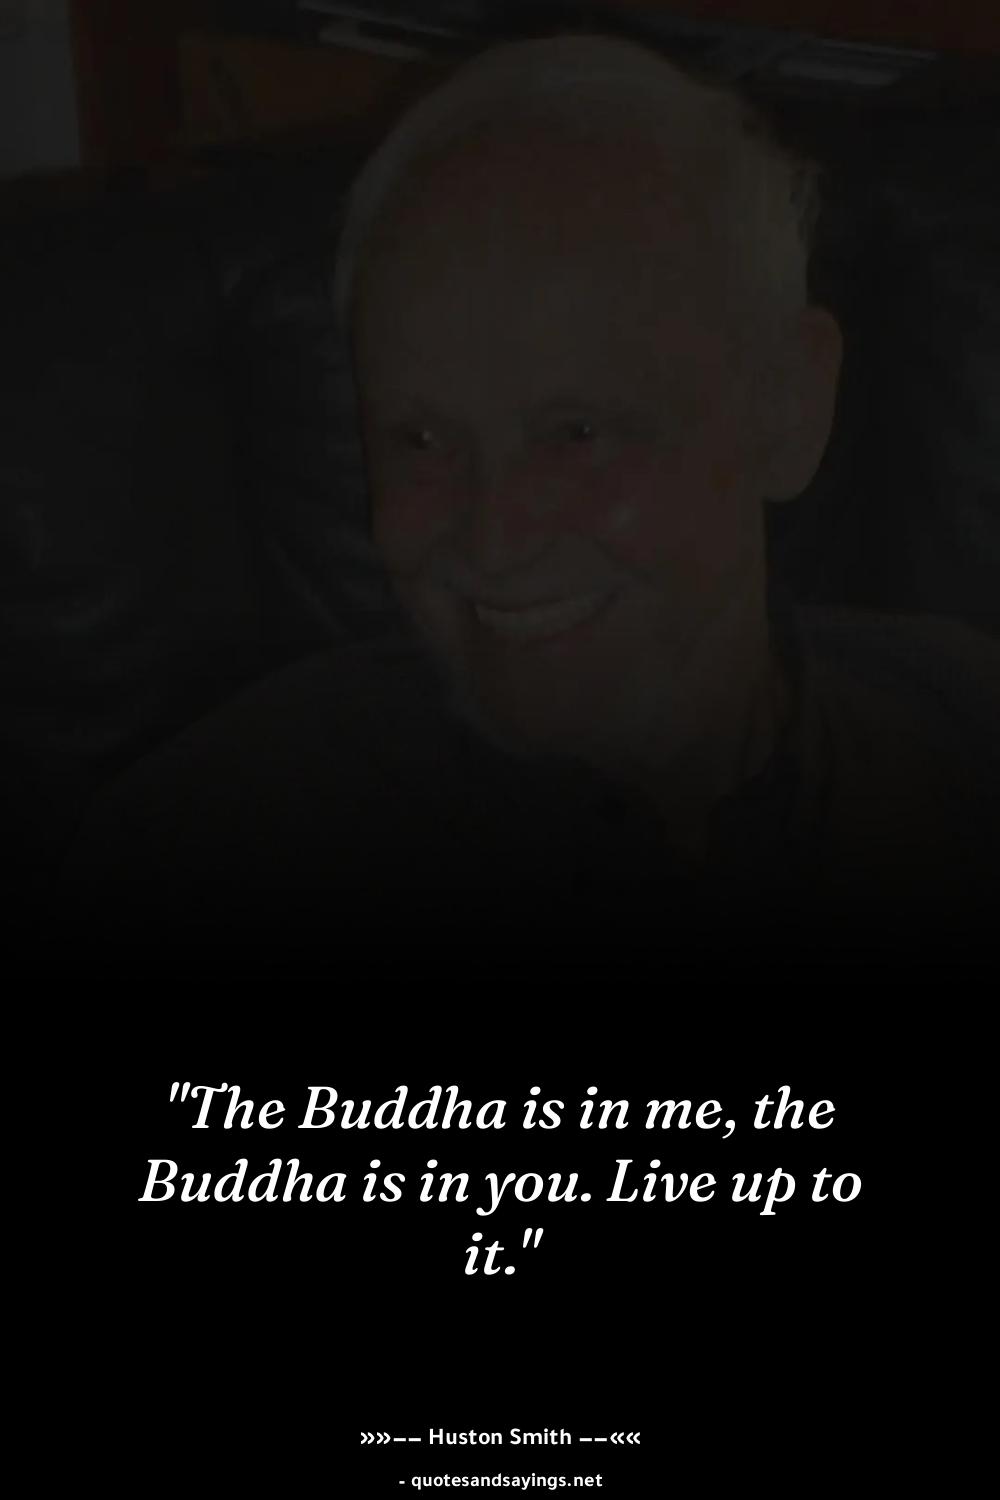 "The Buddha is in me, the
Buddha is in you. Live up to
it."
»»–– Huston Smith ––««
- quotesandsayings.net